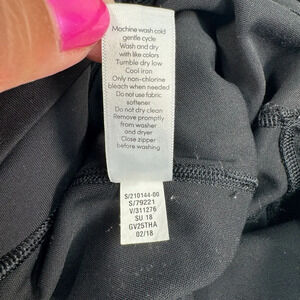 Machine wash cold
gentle cycle
Wash and dry
with like colors
Tumble dry low
Cool iron
Only non-chlorine
bleach when needed
Do not use fabric
softener
Do not dry clean
Remove promptly
from washer
and dryer
Close zipper
before washing
S/210144-00
S/79221
V/311276
SU 18
GV25THA
02/18